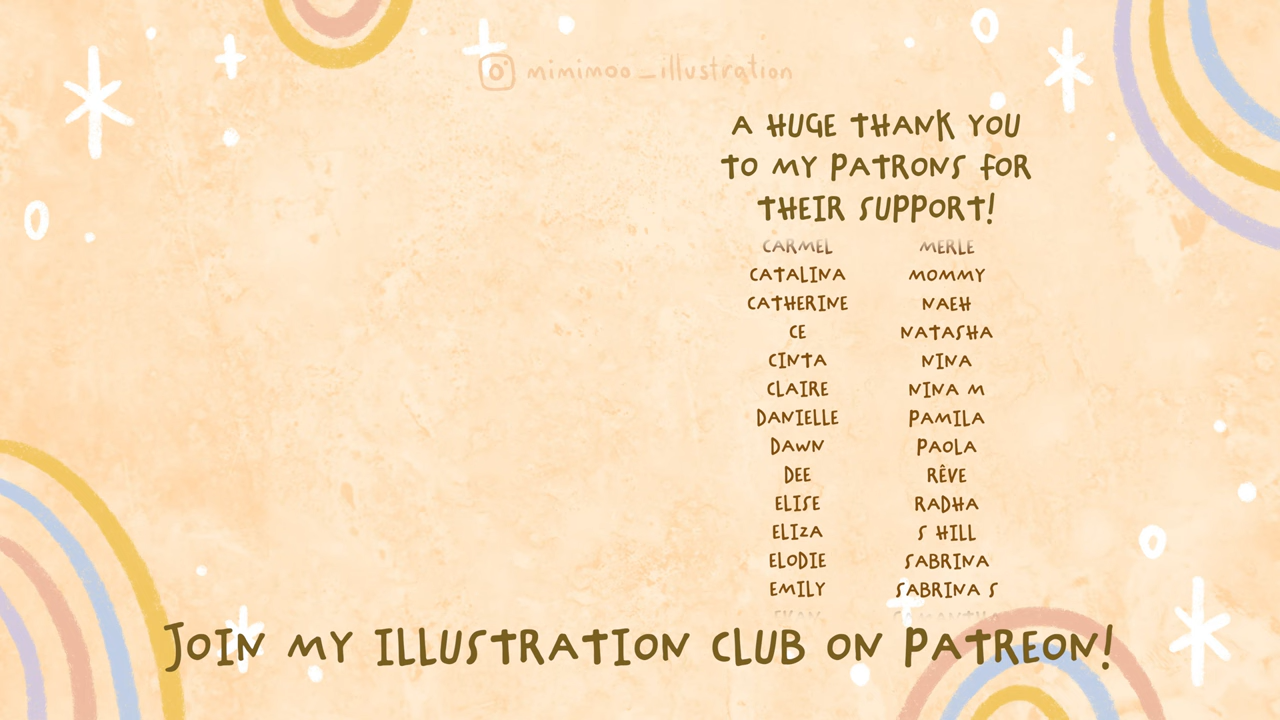 mimimoo_illustration
A HUGE THANK YOU
TO MY PATRONS FOR
THEIR SUPPORT!
CARMEL
CATALINA
CATHERINE
CE
CINTA
CLAIRE
DANIELLE
DAWN
DEE
ELISE
ELIZA
ELODIE
EMILY
MERLE
MOMMY
NAEH
NATASHA
NINA
NINA M
PAMILA
PAOLA
RÊVE
RADHA
S HILL
SABRINA
SABRINA S
SAMANTHA
JOIN MY ILLUSTRATION CLUB ON PATREON!